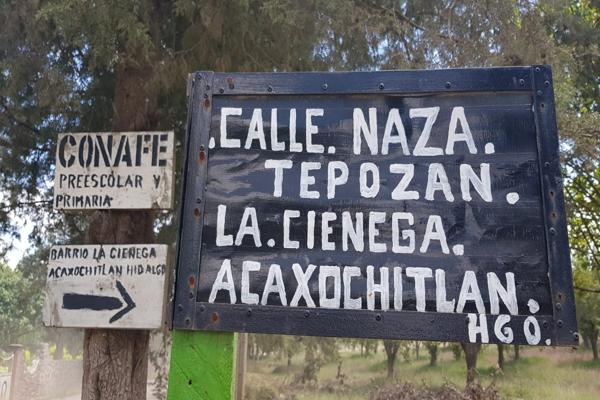 CONAFE
PREESCOLAR Y
PRIMARIA
BARRIO LA CIENEGA
ACAXOCHITLAN HIDALGO
.CALLE. NAZA.
TEPOZAN.
LA. CIENEGA.
ACAXOCHITLAN.
HGO.